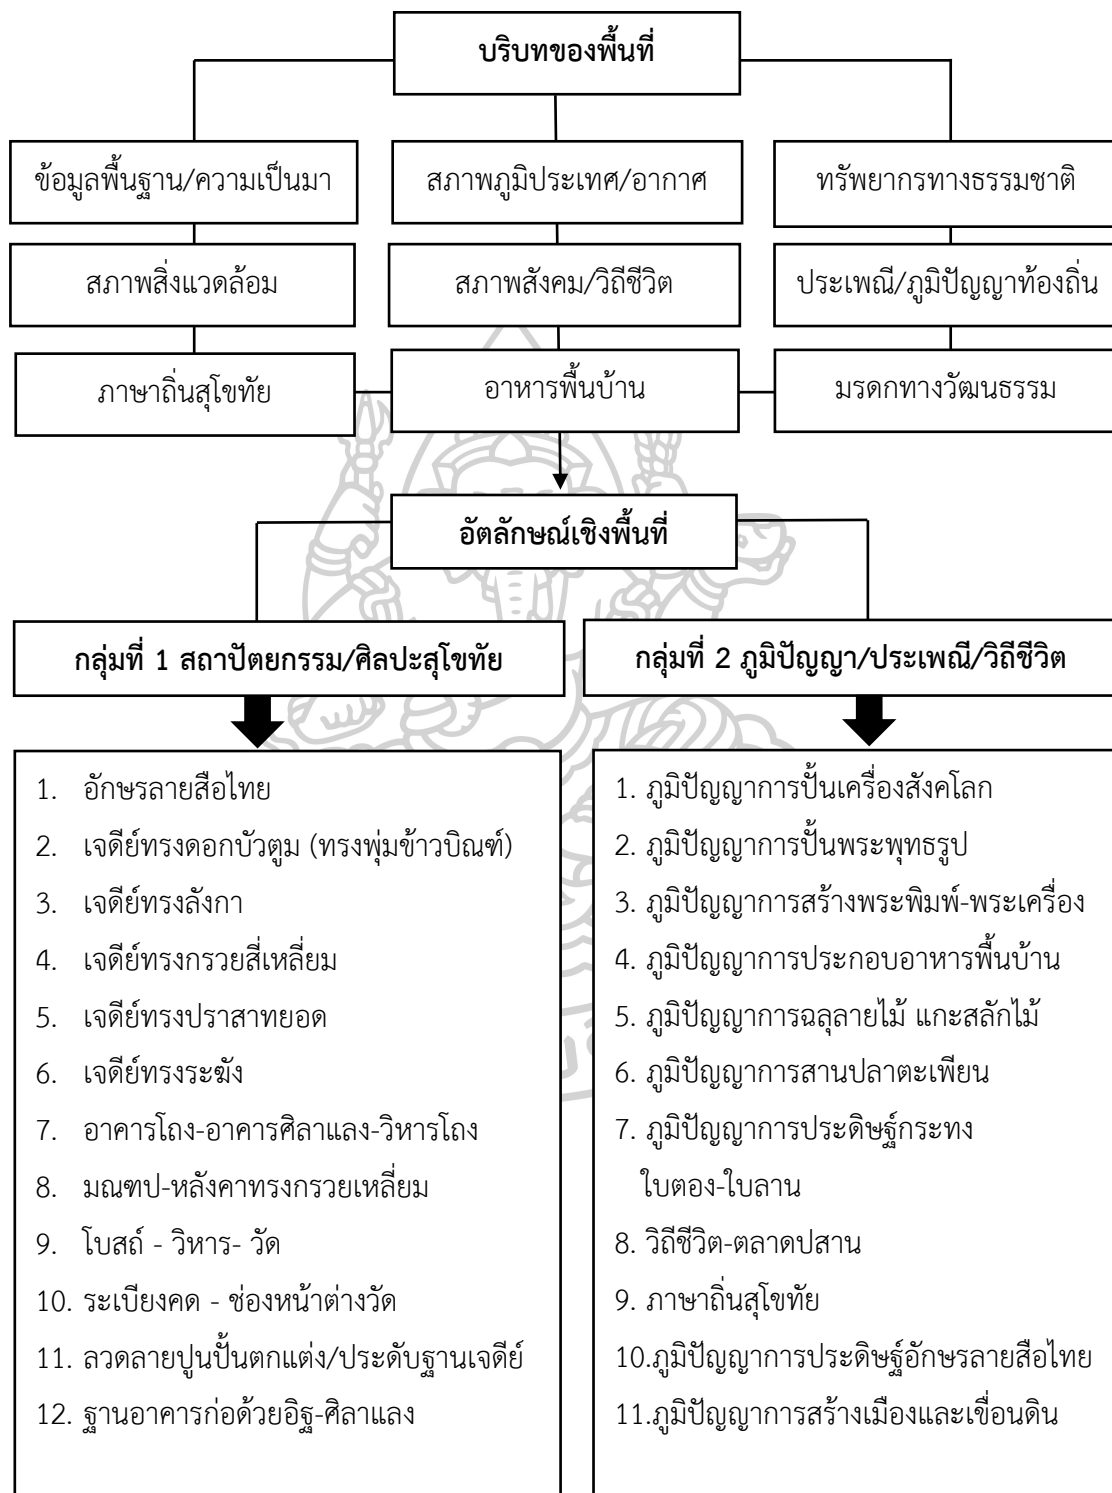 บริบทของพื้นที่
ข้อมูลพื้นฐาน/ความเป็นมา
สภาพภูมิประเทศ/อากาศ
ทรัพยากรทางธรรมชาติ
สภาพสิ่งแวดล้อม
สภาพสังคม/วิถีชีวิต
ประเพณี/ภูมิปัญญาท้องถิ่น
ภาษาถิ่นสุโขทัย
อาหารพื้นบ้าน
มรดกทางวัฒนธรรม
อัตลักษณ์เชิงพื้นที่
กลุ่มที่ 1 สถาปัตยกรรม/ศิลปะสุโขทัย
กลุ่มที่ 2 ภูมิปัญญา/ประเพณี/วิถีชีวิต
1. อักษรลายสือไทย
2. เจดีย์ทรงดอกบัวตูม (ทรงพุ่มข้าวบิณฑ์)
3. เจดีย์ทรงลังกา
4. เจดีย์ทรงกรวยสี่เหลี่ยม
5. เจดีย์ทรงปราสาทยอด
6. เจดีย์ทรงระฆัง
7. อาคารโถง-อาคารศิลาแลง-วิหารโถง
8. มณฑป-หลังคาทรงกรวยเหลี่ยม
9. โบสถ์ - วิหาร- วัด
10. ระเบียงคด - ช่องหน้าต่างวัด
11. ลวดลายปูนปั้นตกแต่ง/ประดับฐานเจดีย์
12. ฐานอาคารก่อด้วยอิฐ-ศิลาแลง
1. ภูมิปัญญาการปั้นเครื่องสังคโลก
2. ภูมิปัญญาการปั้นพระพุทธรูป
3. ภูมิปัญญาการสร้างพระพิมพ์-พระเครื่อง
4. ภูมิปัญญาการประกอบอาหารพื้นบ้าน
5. ภูมิปัญญาการฉลุลายไม้ แกะสลักไม้
6. ภูมิปัญญาการสานปลาตะเพียน
7. ภูมิปัญญาการประดิษฐ์กระทง
ใบตอง-ใบลาน
8. วิถีชีวิต-ตลาดปสาน
9. ภาษาถิ่นสุโขทัย
10.ภูมิปัญญาการประดิษฐ์อักษรลายสือไทย
11.ภูมิปัญญาการสร้างเมืองและเขื่อนดิน